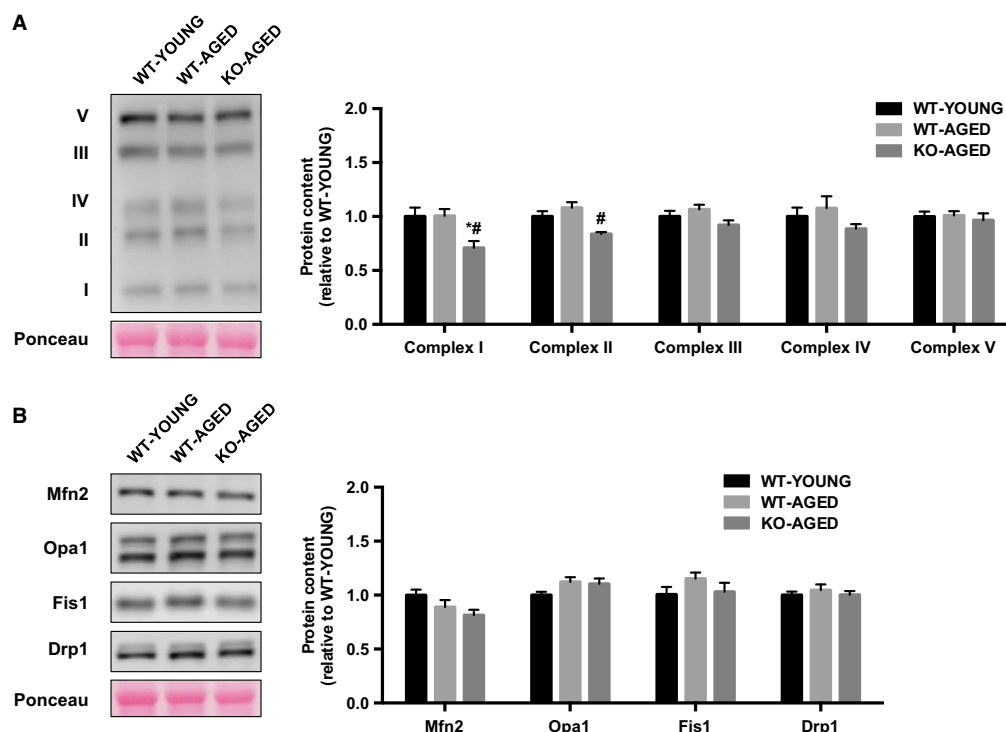 A
WT-YOUNG
WT-AGED
KO-AGED
V
III
IV
II
I
Ponceau
Protein content
(relative to WT-YOUNG)
2.0
1.5
1.0
0.5
0.0
*#
#
WT-YOUNG
WT-AGED
KO-AGED
Complex I
Complex II
Complex III
Complex IV
Complex V
B
WT-YOUNG
WT-AGED
KO-AGED
Mfn2
Opa1
Fis1
Drp1
Ponceau
Protein content
(relative to WT-YOUNG)
2.0
1.5
1.0
0.5
0.0
WT-YOUNG
WT-AGED
KO-AGED
Mfn2
Opa1
Fis1
Drp1